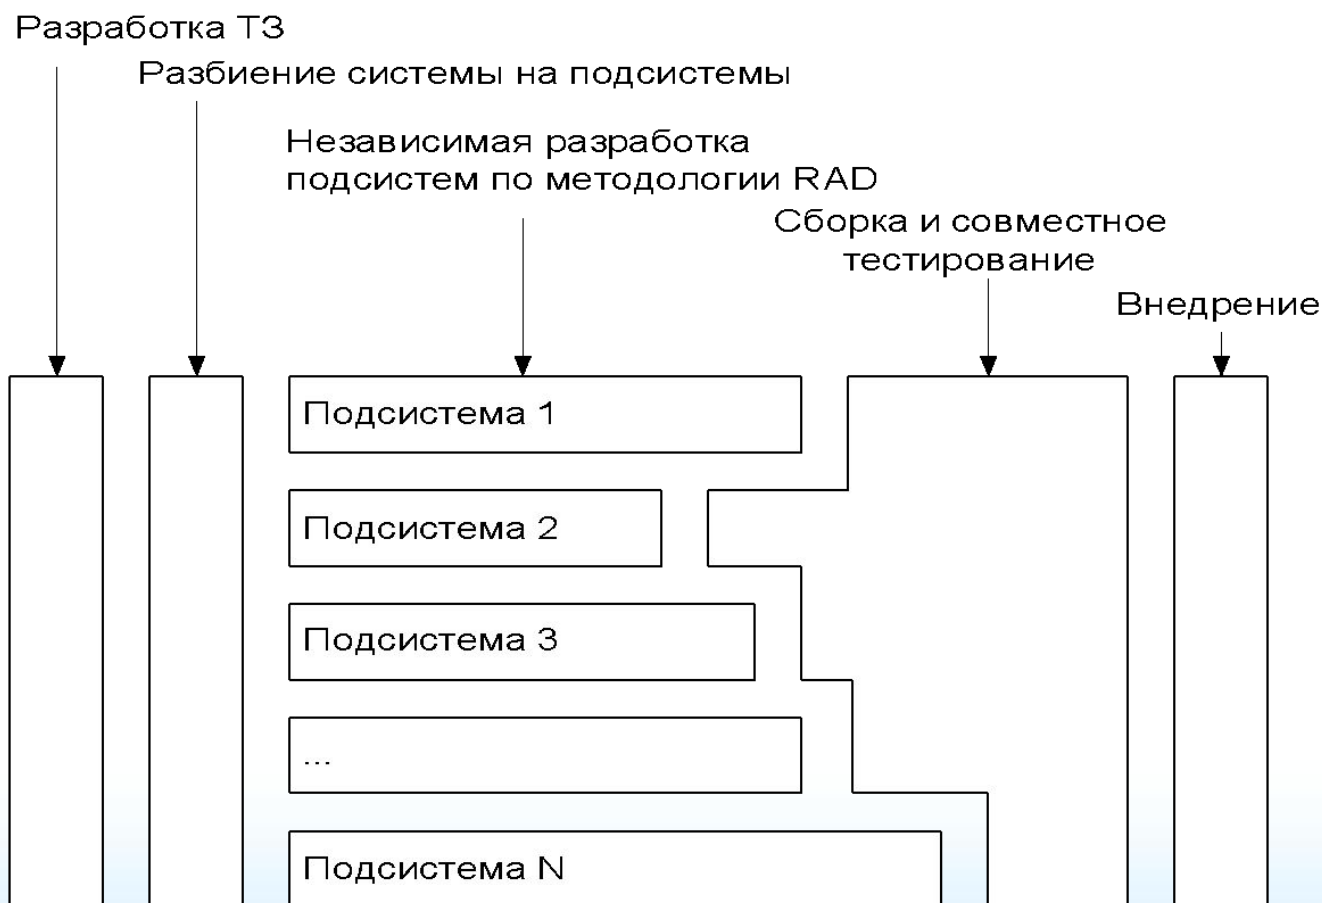 Разработка ТЗ
Разбиение системы на подсистемы
Независимая разработка
подсистем по методологии RAD
Сборка и совместное
тестирование
Внедрение
Подсистема 1
Подсистема 2
Подсистема 3
...
Подсистема N